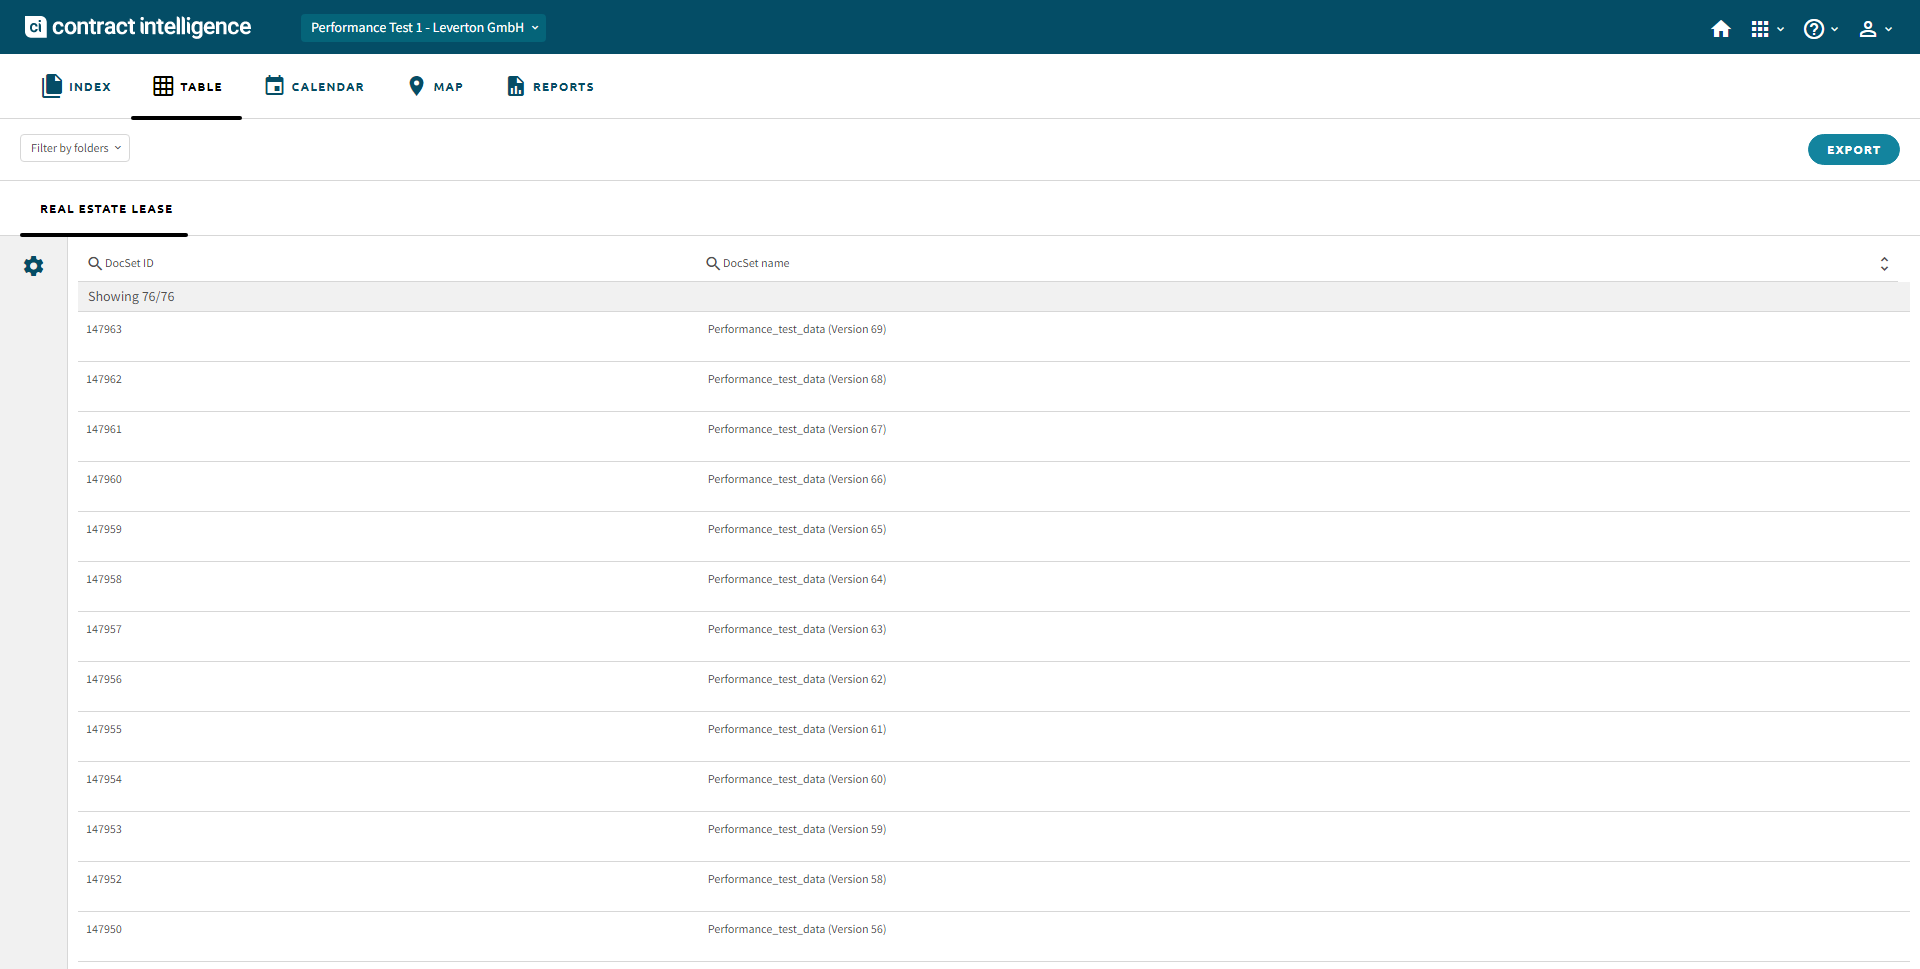 ci contract intelligence
Performance Test 1 - Leverton GmbH
INDEX
TABLE
CALENDAR
MAP
REPORTS
Filter by folders
EXPORT
REAL ESTATE LEASE
DocSet ID DocSet name
Showing 76/76
147963 Performance_test_data (Version 69)
147962 Performance_test_data (Version 68)
147961 Performance_test_data (Version 67)
147960 Performance_test_data (Version 66)
147959 Performance_test_data (Version 65)
147958 Performance_test_data (Version 64)
147957 Performance_test_data (Version 63)
147956 Performance_test_data (Version 62)
147955 Performance_test_data (Version 61)
147954 Performance_test_data (Version 60)
147953 Performance_test_data (Version 59)
147952 Performance_test_data (Version 58)
147950 Performance_test_data (Version 56)